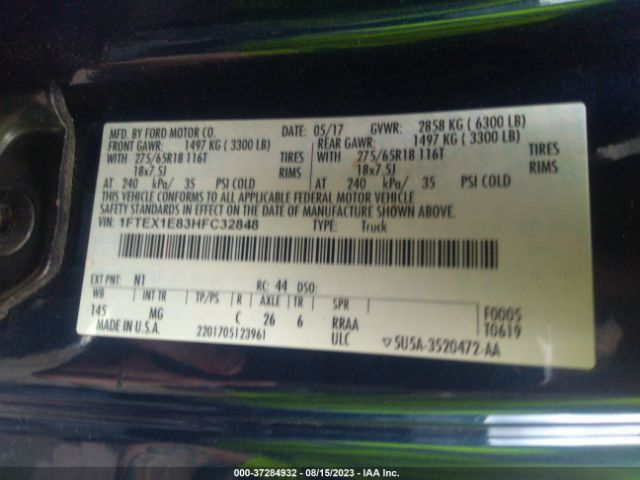 MFD. BY FORD MOTOR CO. DATE: 05/17 GVWR: 2858 KG ( 6300 LB)
FRONT GAWR: 1497 KG ( 3300 LB) REAR GAWR: 1497 KG ( 3300 LB)
WITH 275/65R18 116T TIRES WITH 275/65R18 116T TIRES
18x7.5J RIMS 18x7.5J RIMS
AT 240 kPa/ 35 PSI COLD AT 240 kPa/ 35 PSI COLD
THIS VEHICLE CONFORMS TO ALL APPLICABLE FEDERAL MOTOR VEHICLE
SAFETY STANDARDS IN EFFECT ON THE DATE OF MANUFACTURE SHOWN ABOVE.
VIN: 1FTEX1E83HFC32848 TYPE: Truck
EXT PNT: N1 RC: 44 DSO:
WB INT TR TP/PS R AXLE TR SPR
145 MG C 26 6 RRAA F0005
MADE IN U.S.A. 2201705123961 ULC T0619
▽5U5A-3520472-AA
000-37284932 - 08/15/2023 - IAA Inc.